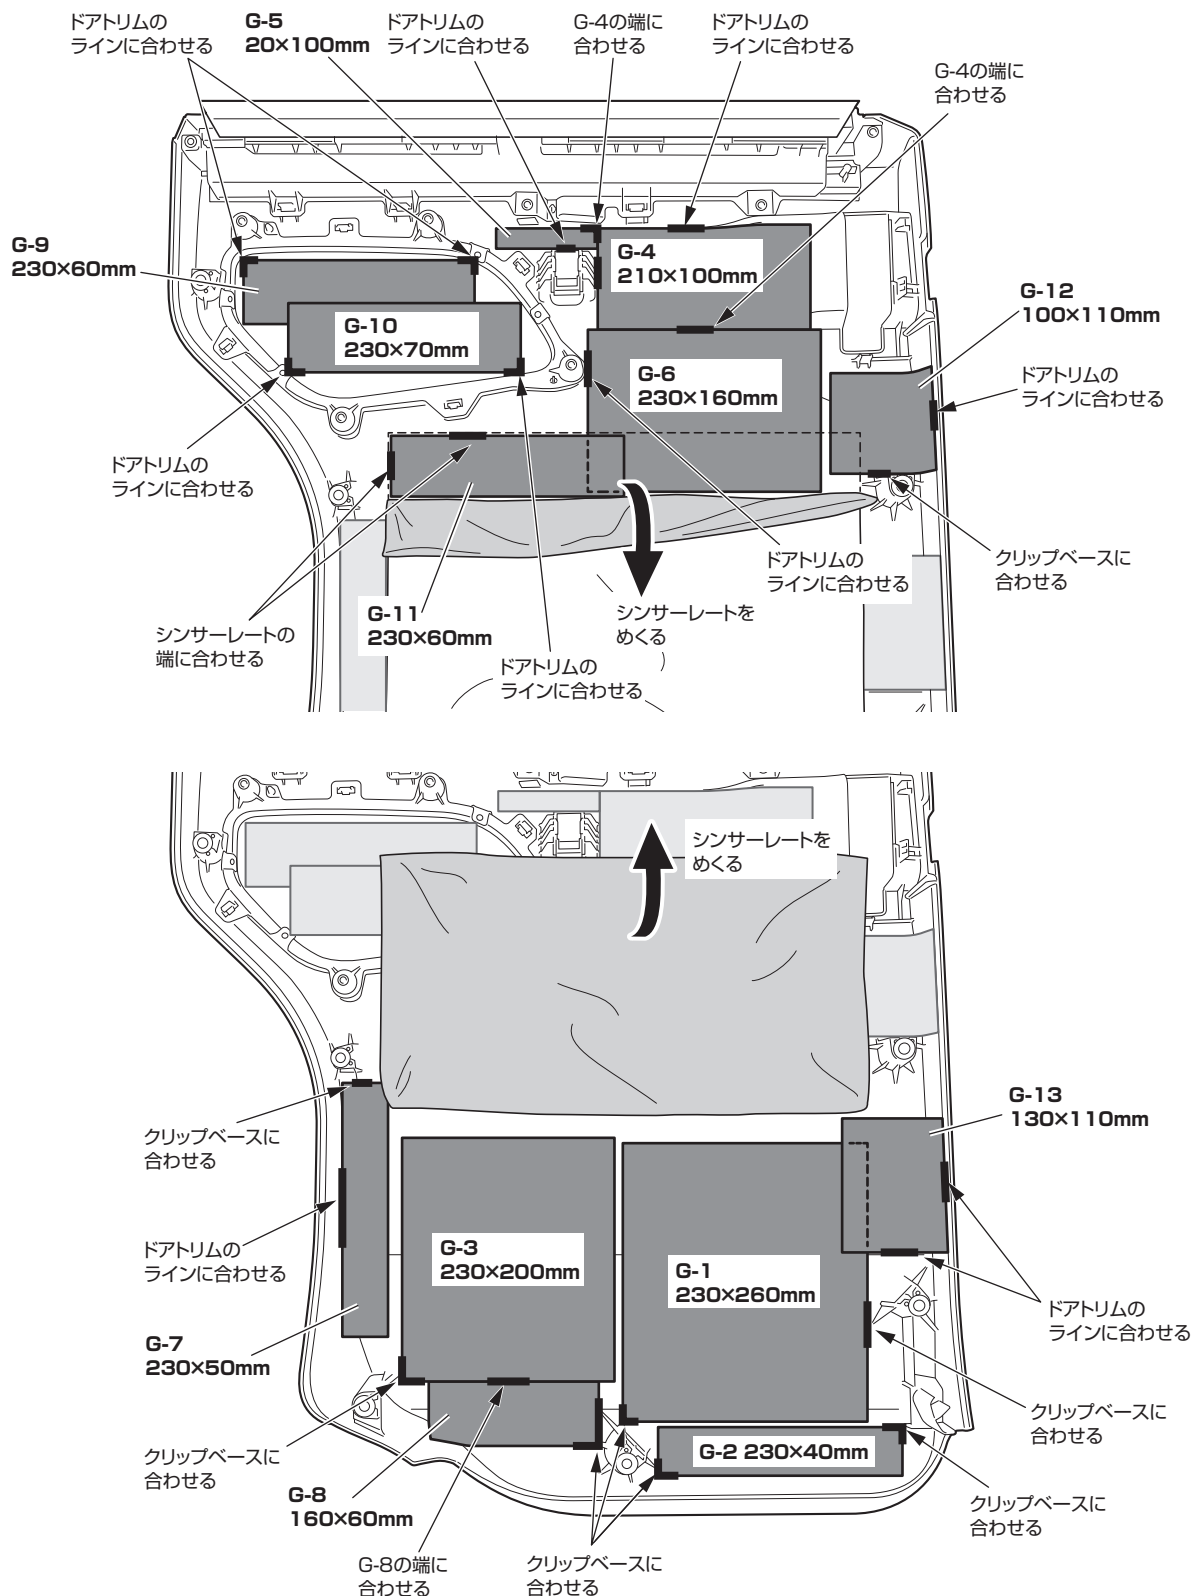 ドアトリムの
ラインに合わせる
G-5
20×100mm
ドアトリムの
ラインに合わせる
G-4の端に
合わせる
ドアトリムの
ラインに合わせる
G-4の端に
合わせる
G-9
230×60mm
G-4
210×100mm
G-12
100×110mm
G-10
230×70mm
G-6
230×160mm
ドアトリムの
ラインに合わせる
ドアトリムの
ラインに合わせる
ドアトリムの
ラインに合わせる
クリップベースに
合わせる
G-11
230×60mm
シンサーレートを
めくる
シンサーレートの
端に合わせる
ドアトリムの
ラインに合わせる
シンサーレートを
めくる
G-13
130×110mm
クリップベースに
合わせる
ドアトリムの
ラインに合わせる
G-3
230×200mm
G-1
230×260mm
ドアトリムの
ラインに合わせる
G-7
230×50mm
クリップベースに
合わせる
クリップベースに
合わせる
G-2 230×40mm
G-8
160×60mm
クリップベースに
合わせる
G-8の端に
合わせる
クリップベースに
合わせる